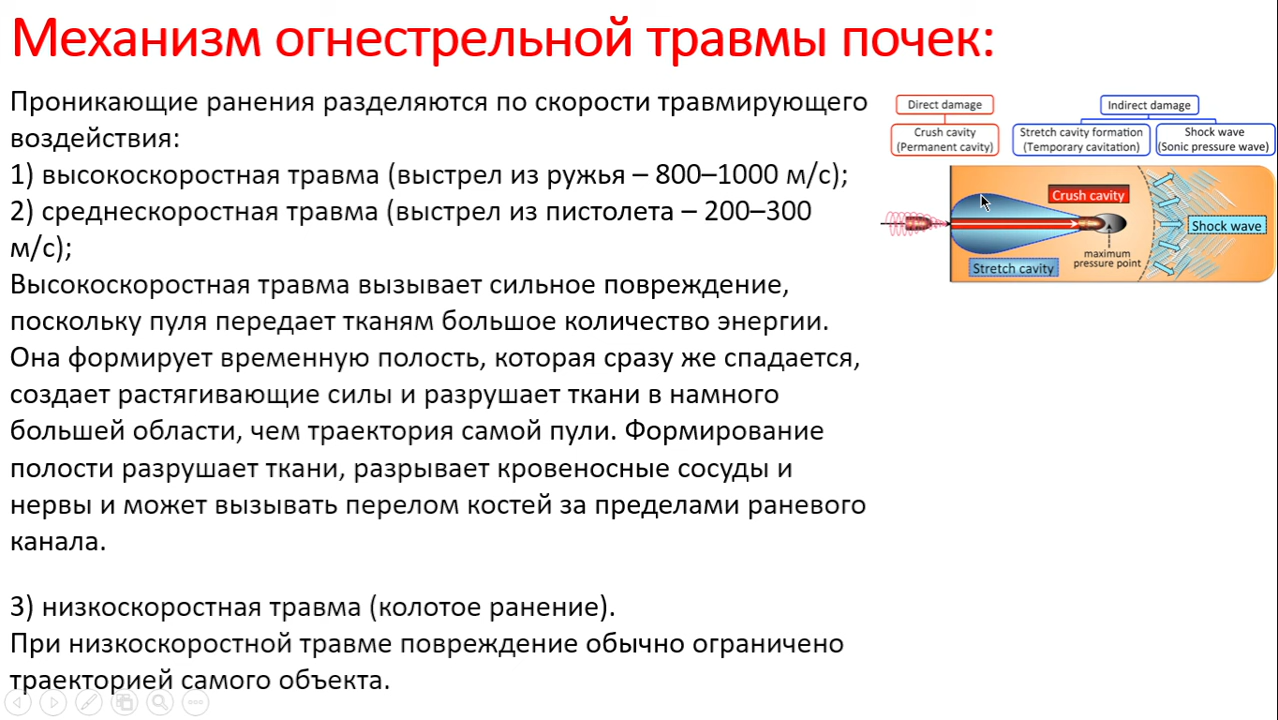 Механизм огнестрельной травмы почек:
Проникающие ранения разделяются по скорости травмирующего
воздействия:
1) высокоскоростная травма (выстрел из ружья – 800–1000 м/с);
2) среднескоростная травма (выстрел из пистолета – 200–300
м/с);
Высокоскоростная травма вызывает сильное повреждение,
поскольку пуля передает тканям большое количество энергии.
Она формирует временную полость, которая сразу же спадается,
создает растягивающие силы и разрушает ткани в намного
большей области, чем траектория самой пули. Формирование
полости разрушает ткани, разрывает кровеносные сосуды и
нервы и может вызывать перелом костей за пределами раневого
канала.
3) низкоскоростная травма (колотое ранение).
При низкоскоростной травме повреждение обычно ограничено
траекторией самого объекта.
Direct damage
Crush cavity
(Permanent cavity)
Indirect damage
Stretch cavity formation
(Temporary cavitation)
Shock wave
(Sonic pressure wave)
Crush cavity
Shock wave
maximum
pressure point
Stretch cavity